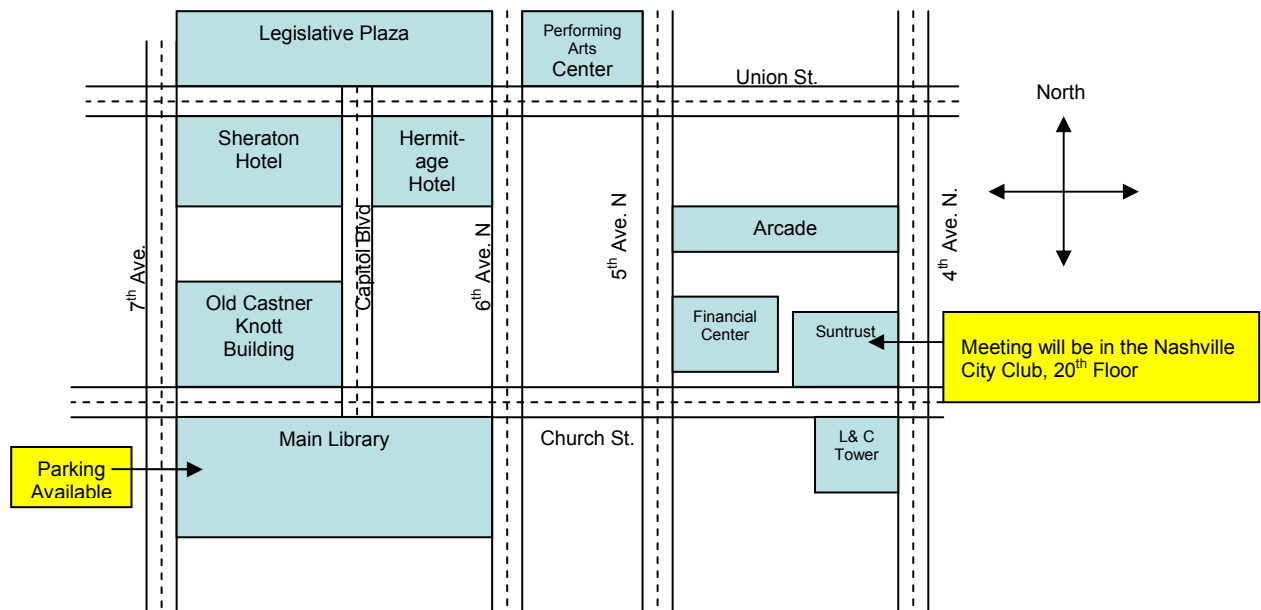 Legislative Plaza
Performing
Arts
Center
Union St.
North
Sheraton
Hotel
Hermit-
age
Hotel
7th Ave.
Capitol Blvd
6th Ave. N
5th Ave. N
4th Ave. N.
Arcade
Old Castner
Knott
Building
Financial
Center
Suntrust
Meeting will be in the Nashville
City Club, 20th Floor
Main Library
Church St.
L& C
Tower
Parking
Available